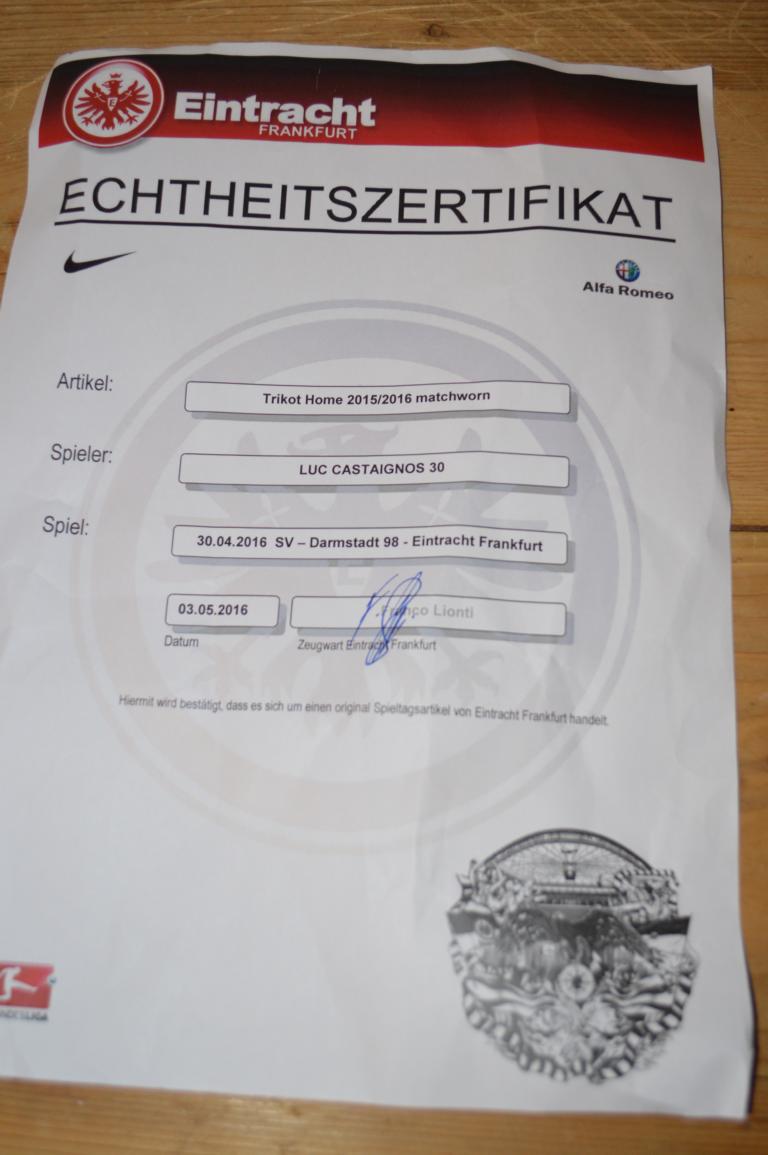 Eintracht
FRANKFURT
ECHTHEITSZERTIFIKAT
Alfa Romeo
Artikel:
Trikot Home 2015/2016 matchworn
Spieler:
LUC CASTAIGNOS 30
Spiel:
30.04.2016 SV – Darmstadt 98 - Eintracht Frankfurt
03.05.2016
Franco Lionti
Datum
Zeugwart Eintracht Frankfurt
Hiermit wird bestätigt, dass es sich um einen original Spieltagsartikel von Eintracht Frankfurt handelt.